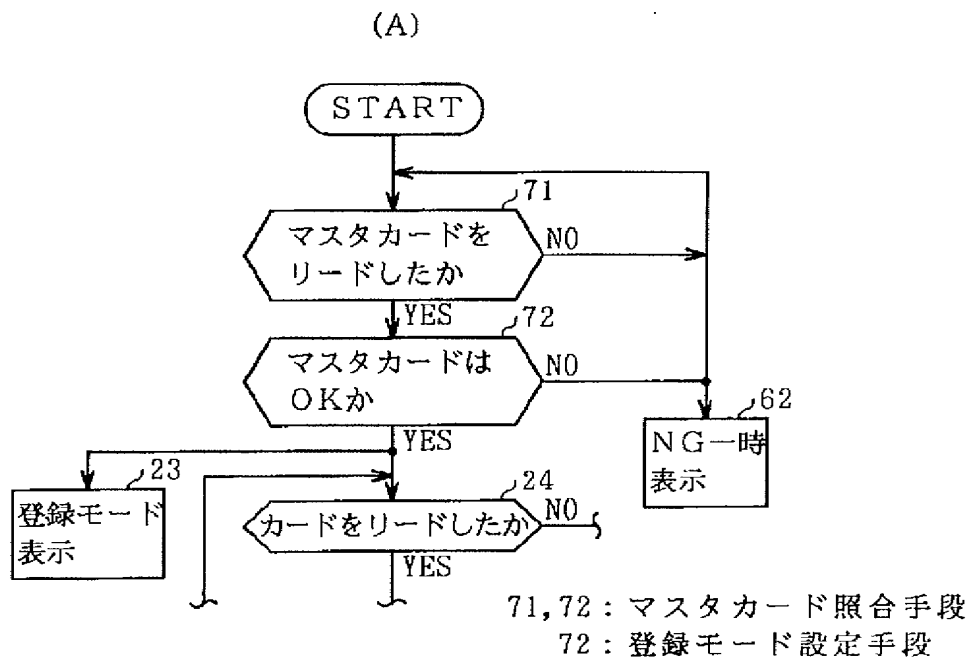 (A)
START
71
マスタカードを
リードしたか
NO
YES
72
マスタカードは
OKか
NO
YES
62
NG一時
表示
23
登録モード
表示
24
カードをリードしたか
NO
YES
71,72:マスタカード照合手段
72:登録モード設定手段